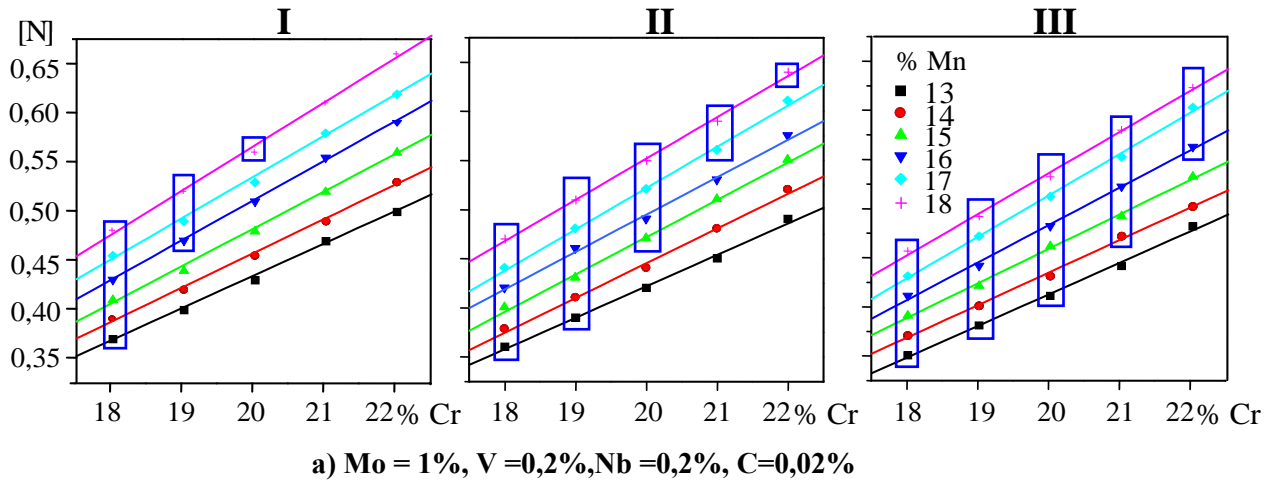 I II III
[N]
0,65
0,60
0,55
0,50
0,45
0,40
0,35
% Mn
13
14
15
16
17
18
18 19 20 21 22% Cr 18 19 20 21 22% Cr 18 19 20 21 22% Cr
a) Mo = 1%, V =0,2%,Nb =0,2%, C=0,02%